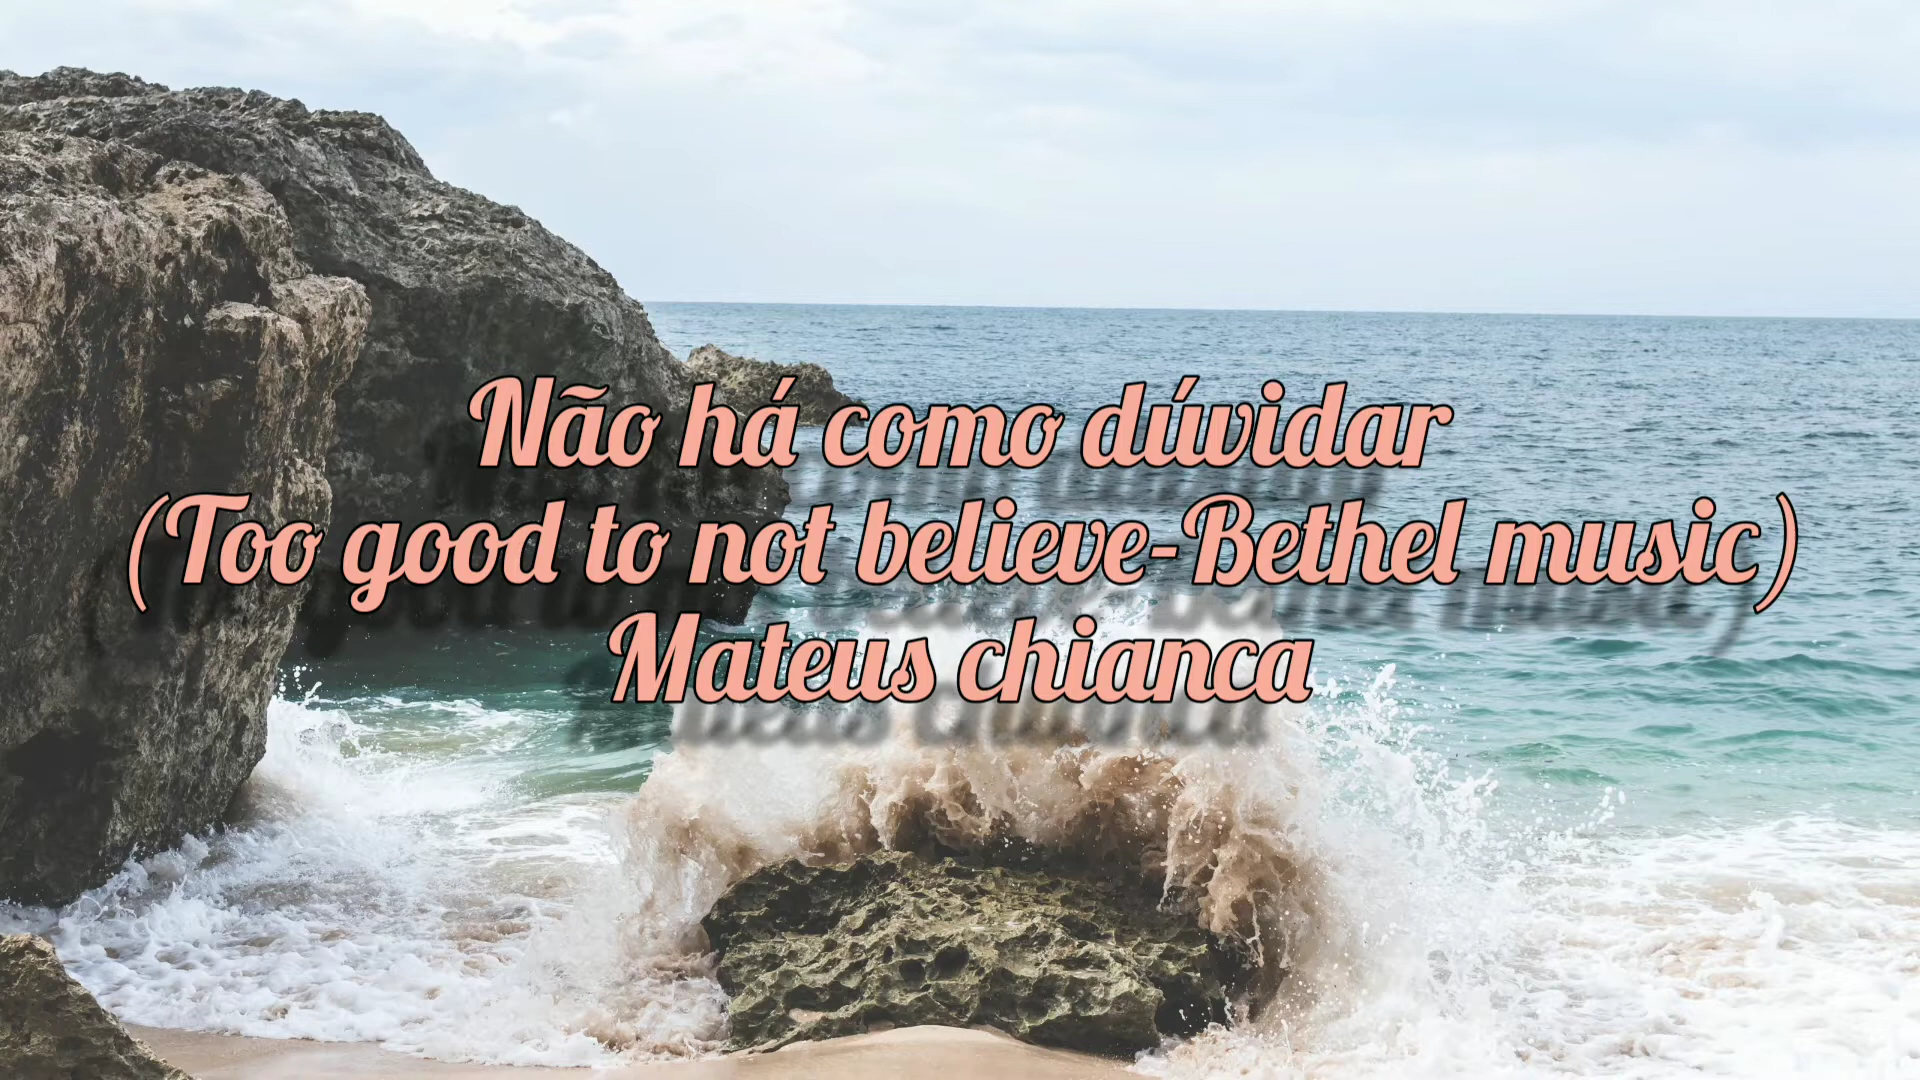 Não há como dúvidar
(Too good to not believe-Bethel music)
Mateus chianca